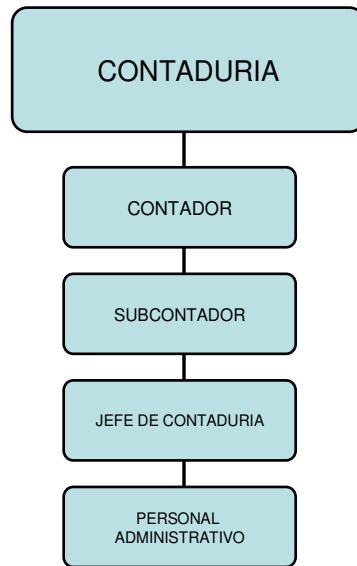 CONTADURIA
CONTADOR
SUBCONTADOR
JEFE DE CONTADURIA
PERSONAL
ADMINISTRATIVO